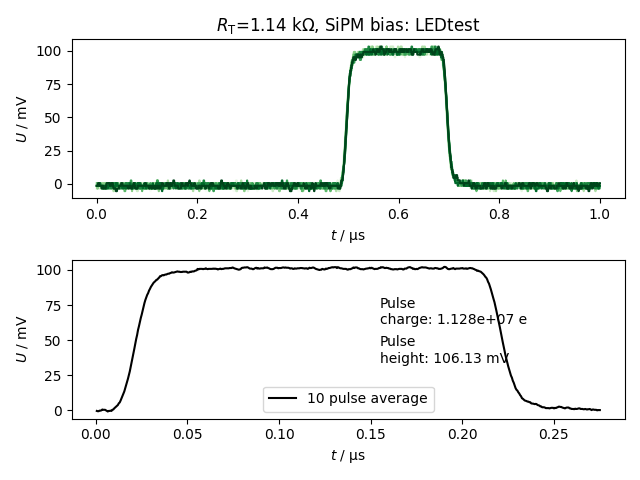 R_T=1.14 kΩ, SiPM bias: LEDtest
U / mV
100
75
50
25
0
0.0 0.2 0.4 0.6 0.8 1.0
t / μs
U / mV
100
75
50
25
0
Pulse
charge: 1.128e+07 e
Pulse
height: 106.13 mV
10 pulse average
0.00 0.05 0.10 0.15 0.20 0.25
t / μs